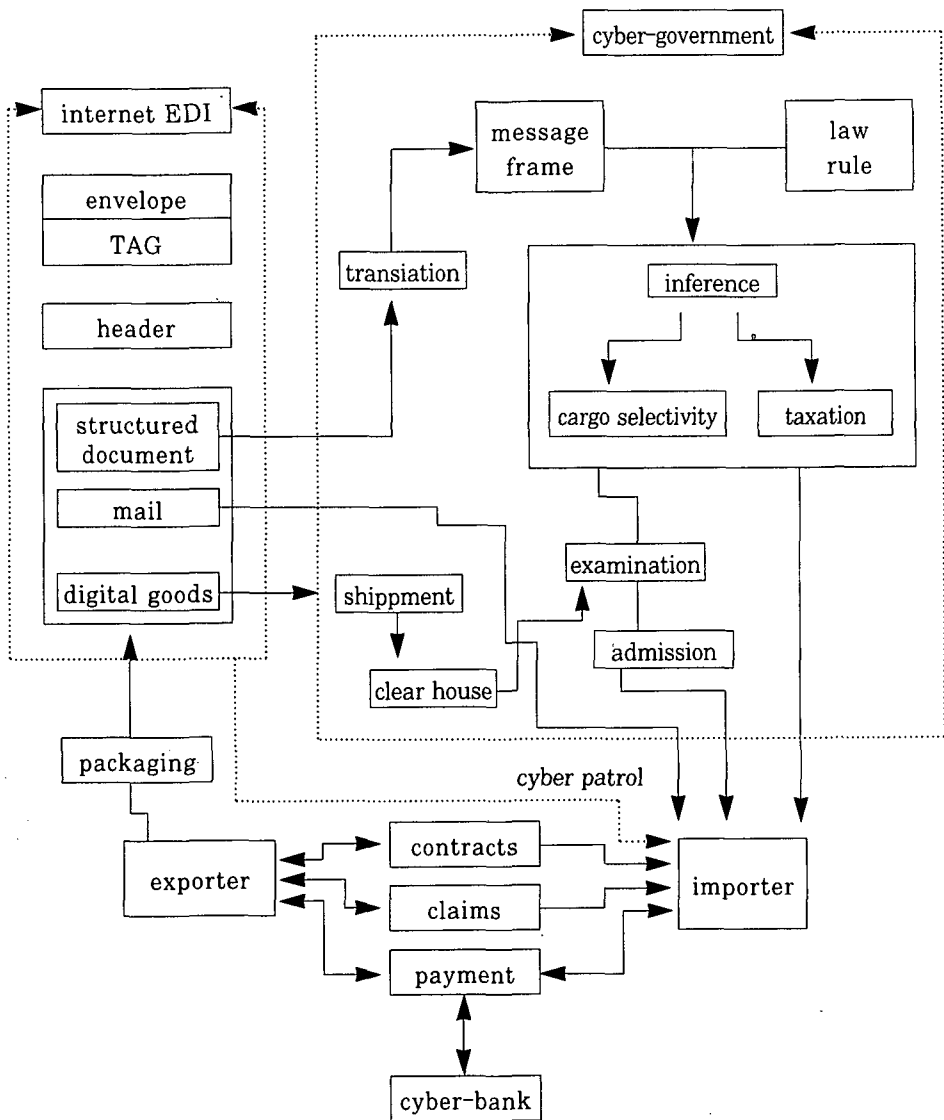 cyber-government
internet EDI
message
frame
law
rule
envelope
TAG
transiation
inference
header
cargo selectivity
taxation
structured
document
mail
examination
digital goods
shippment
admission
clear house
packaging
cyber patrol
exporter
contracts
importer
claims
payment
cyber-bank